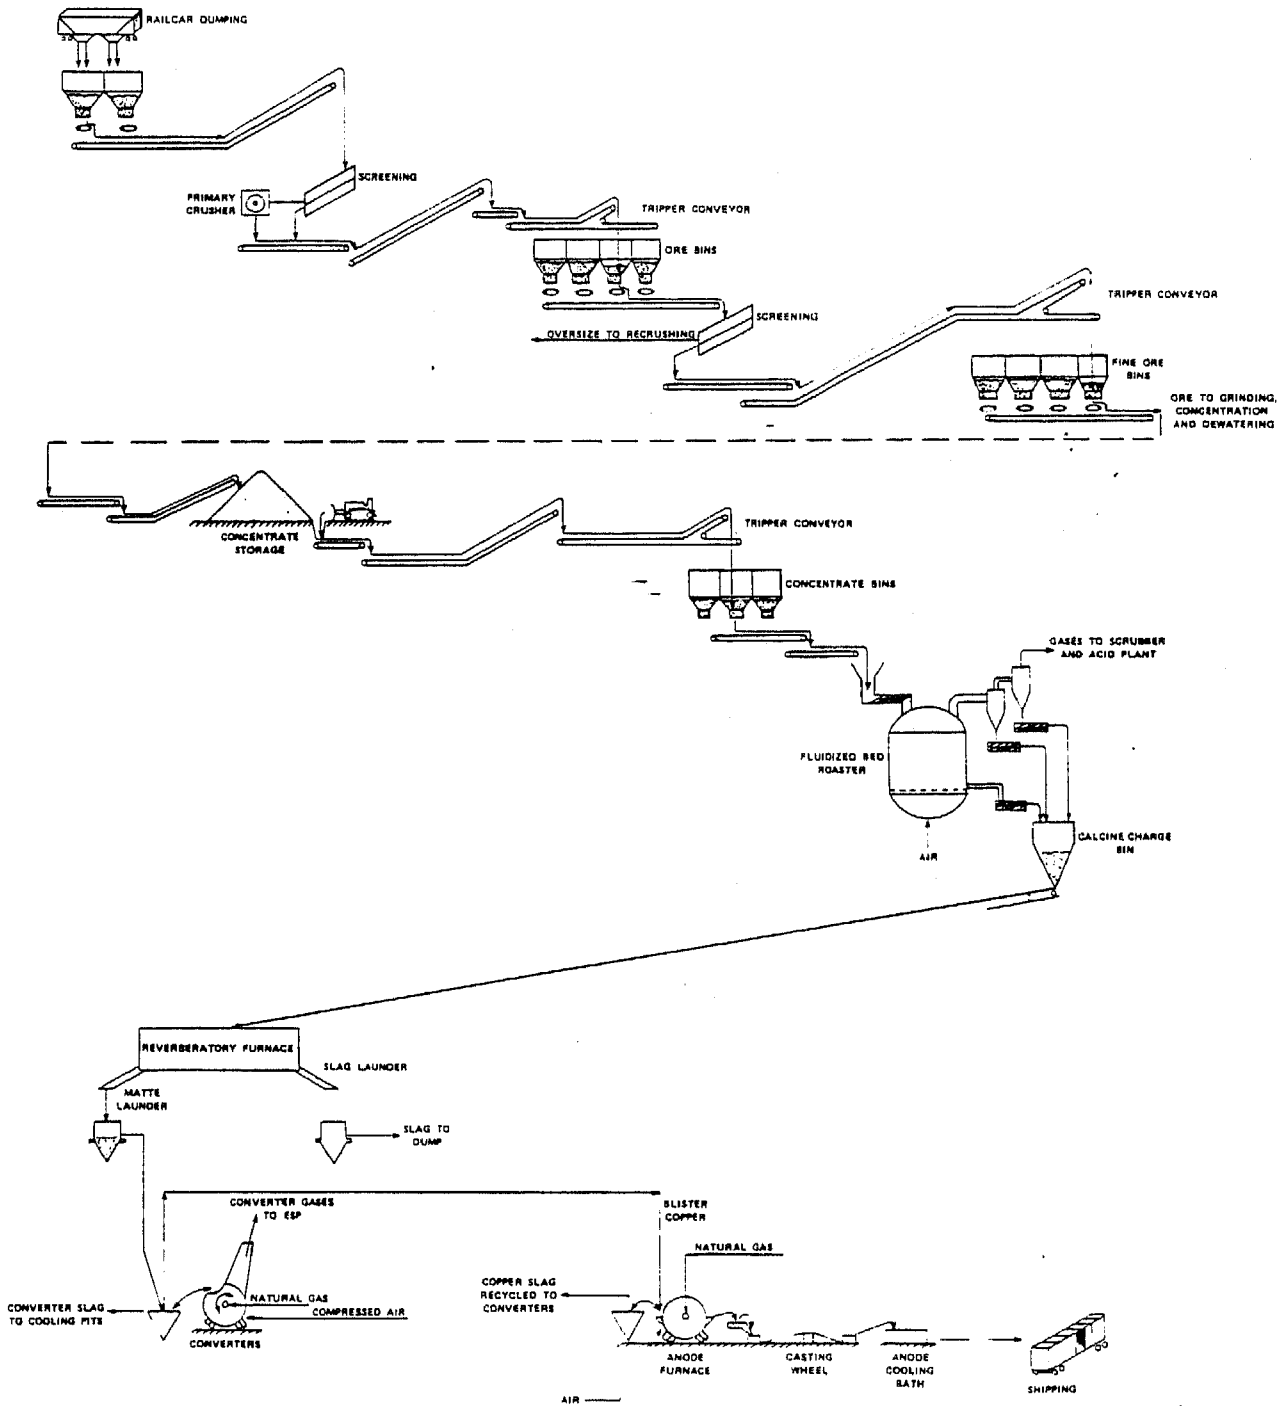 RAILCAR DUMPING
SCREENING
PRIMARY
CRUSHER
TRIPPER CONVEYOR
ORE BINS
TRIPPER CONVEYOR
SCREENING
OVERSIZE TO RECRUSHING
FINE ORE
BINS
ORE TO GRINDING,
CONCENTRATION
AND DEWATERING
CONCENTRATE
STORAGE
TRIPPER CONVEYOR
CONCENTRATE BINS
GASES TO SCRUBBER
AND ACID PLANT
FLUIDIZED BED
ROASTER
AIR
CALCINE CHARGE
BIN
REVERBERATORY FURNACE
SLAG LAUNDER
MATTE
LAUNDER
SLAG TO
DUMP
CONVERTER GASES
TO ESP
BLISTER
COPPER
NATURAL GAS
COPPER SLAG
RECYCLED TO
CONVERTERS
NATURAL GAS
COMPRESSED AIR
CONVERTER SLAG
TO COOLING PITS
CONVERTERS
ANODE
FURNACE
CASTING
WHEEL
ANODE
COOLING
BATH
SHIPPING
AIR